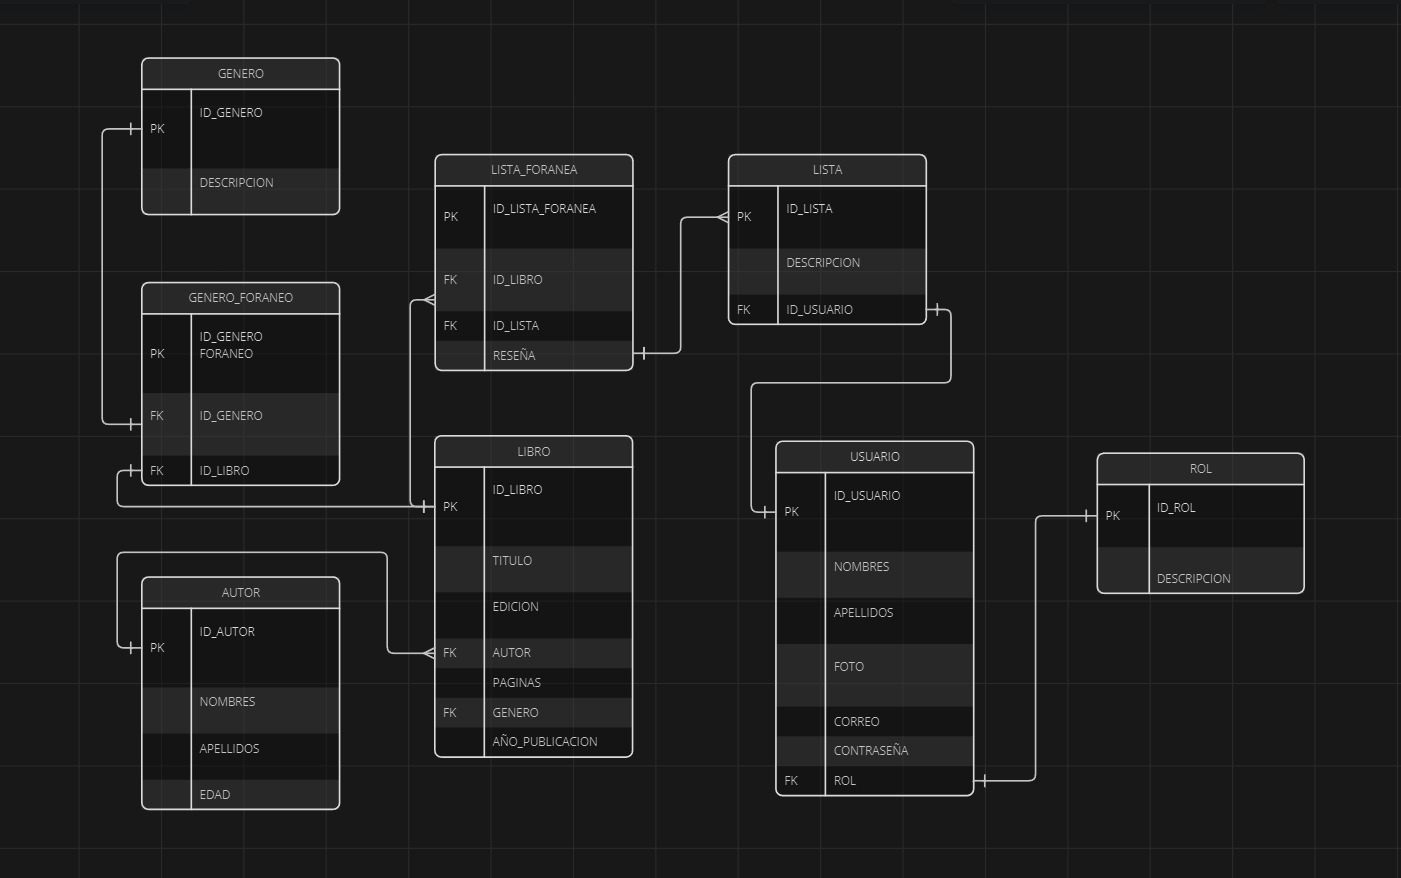 GENERO
PK
ID_GENERO
DESCRIPCION
GENERO_FORANEO
PK
ID_GENERO
FORANEO
FK
ID_GENERO
FK
ID_LIBRO
AUTOR
PK
ID_AUTOR
NOMBRES
APELLIDOS
EDAD
LISTA_FORANEA
PK
ID_LISTA_FORANEA
FK
ID_LIBRO
FK
ID_LISTA
RESEÑA
LIBRO
PK
ID_LIBRO
TITULO
EDICION
FK
AUTOR
PAGINAS
FK
GENERO
AÑO_PUBLICACION
LISTA
PK
ID_LISTA
DESCRIPCION
FK
ID_USUARIO
USUARIO
PK
ID_USUARIO
NOMBRES
APELLIDOS
FOTO
CORREO
CONTRASEÑA
FK
ROL
ROL
PK
ID_ROL
DESCRIPCION